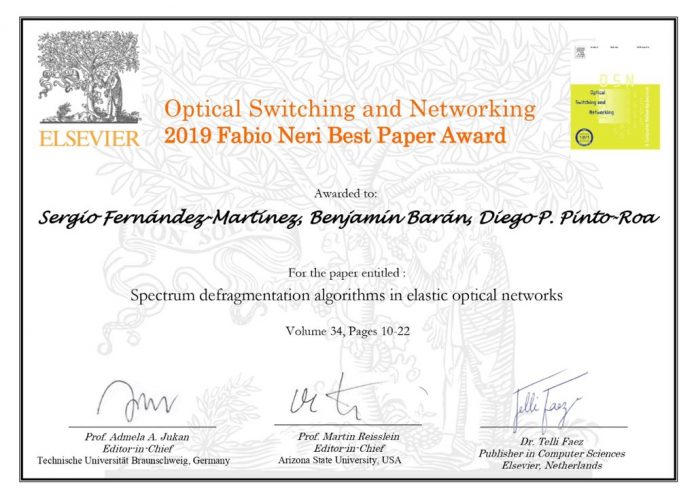 ELSEVIER
Optical Switching and Networking
2019 Fabio Neri Best Paper Award
OSN
Optical
Switching and
Networking
Awarded to:
Sergio Fernández-Martínez, Benjamín Barán, Diego P. Pinto-Roa
NON SOLUS
For the paper entitled :
Spectrum defragmentation algorithms in elastic optical networks
Volume 34, Pages 10-22
Telli Faez
Prof. Admela A. Jukan
Editor-in-Chief
Technische Universität Braunschweig, Germany
Prof. Martin Reisslein
Editor-in-Chief
Arizona State University, USA
Dr. Telli Faez
Publisher in Computer Sciences
Elsevier, Netherlands